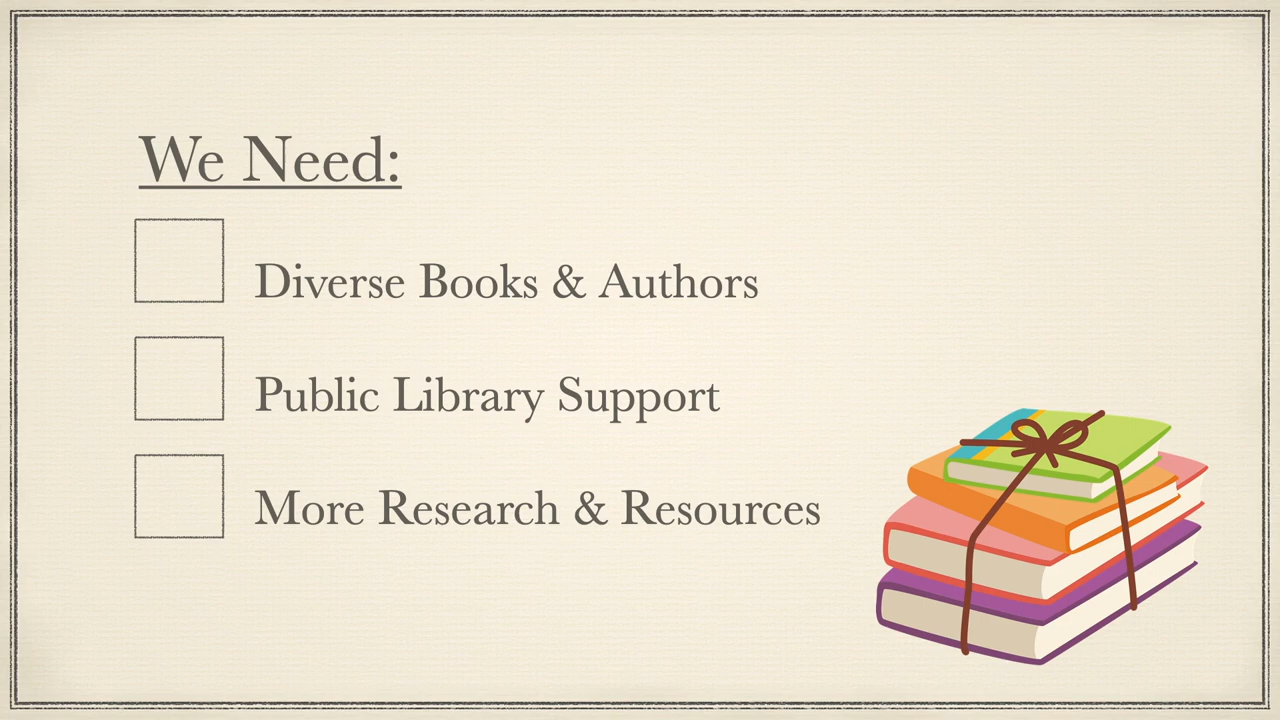 We Need:
Diverse Books & Authors
Public Library Support
More Research & Resources